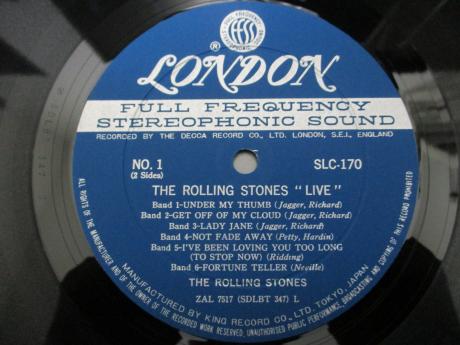 FULL FREQUENCY
ffss
®
LONDON
FULL FREQUENCY
STEREOPHONIC SOUND
RECORDED BY THE DECCA RECORD CO., LTD. LONDON, S.E.I., ENGLAND
NO. 1
(2 Sides)
SLC-170
THE ROLLING STONES "LIVE"
Band 1-UNDER MY THUMB (Jagger, Richard)
Band 2-GET OFF OF MY CLOUD (Jagger, Richard)
Band 3-LADY JANE (Jagger, Richard)
Band 4-NOT FADE AWAY (Petty, Hardin)
Band 5-I'VE BEEN LOVING YOU TOO LONG
(TO STOP NOW) (Ridding)
Band 6-FORTUNE TELLER (Neville)
THE ROLLING STONES
ZAL 7517 (SDLBT 347) L
MANUFACTURED BY KING RECORD CO., LTD. TOKYO, JAPAN
ALL RIGHTS OF THE MANUFACTURER AND OF THE OWNER OF THE RECORDED WORK RESERVED. UNAUTHORISED PUBLIC PERFORMANCE, BROADCASTING AND COPYING OF THIS RECORD PROHIBITED